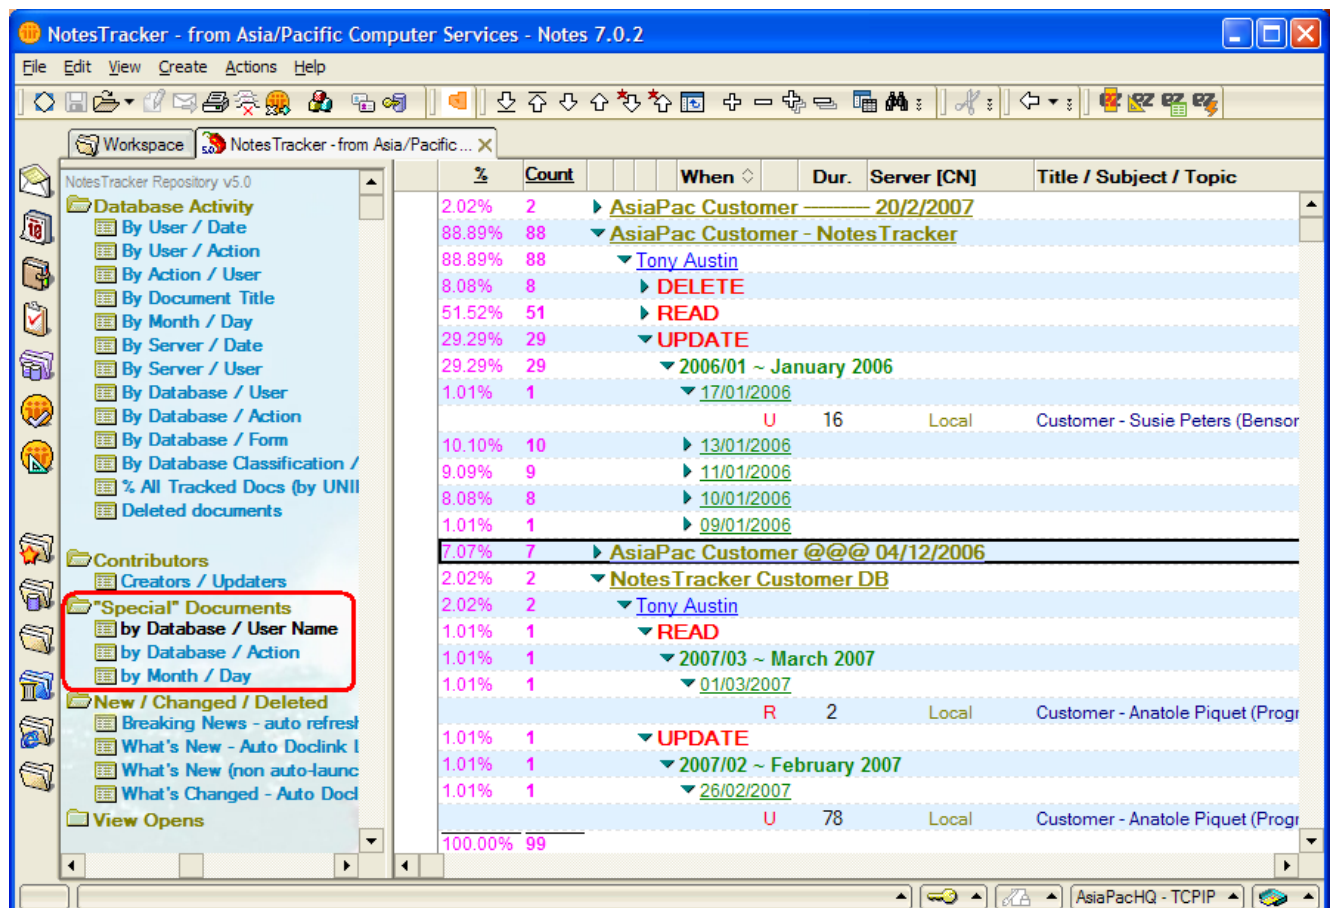 NotesTracker - from Asia/Pacific Computer Services - Notes 7.0.2
File Edit View Create Actions Help
Workspace
5.0 NotesTracker - from Asia/Pacific ...
NotesTracker Repository v5.0
Database Activity
By User / Date
By User / Action
By Action / User
By Document Title
By Month / Day
By Server / Date
By Server / User
By Database / User
By Database / Action
By Database / Form
By Database Classification /
% All Tracked Docs (by UNII
Deleted documents
Contributors
Creators / Updaters
"Special" Documents
by Database / User Name
by Database / Action
by Month / Day
New / Changed / Deleted
Breaking News - auto refresh
What's New - Auto Doclink L
What's New (non auto-launc
What's Changed - Auto Docl
View Opens
% Count When Dur. Server [CN] Title / Subject / Topic
2.02% 2 AsiaPac Customer ---------- 20/2/2007
88.89% 88 AsiaPac Customer - NotesTracker
88.89% 88 Tony Austin
8.08% 8 DELETE
51.52% 51 READ
29.29% 29 UPDATE
29.29% 29 2006/01 ~ January 2006
1.01% 1 17/01/2006
U 16 Local Customer - Susie Peters (Bensor
10.10% 10 13/01/2006
9.09% 9 11/01/2006
8.08% 8 10/01/2006
1.01% 1 09/01/2006
7.07% 7 AsiaPac Customer @@@ 04/12/2006
2.02% 2 NotesTracker Customer DB
2.02% 2 Tony Austin
1.01% 1 READ
1.01% 1 2007/03 ~ March 2007
1.01% 1 01/03/2007
R 2 Local Customer - Anatole Piquet (Progr
1.01% 1 UPDATE
1.01% 1 2007/02 ~ February 2007
1.01% 1 26/02/2007
U 78 Local Customer - Anatole Piquet (Progr
100.00% 99
AsiaPacHQ - TCPIP